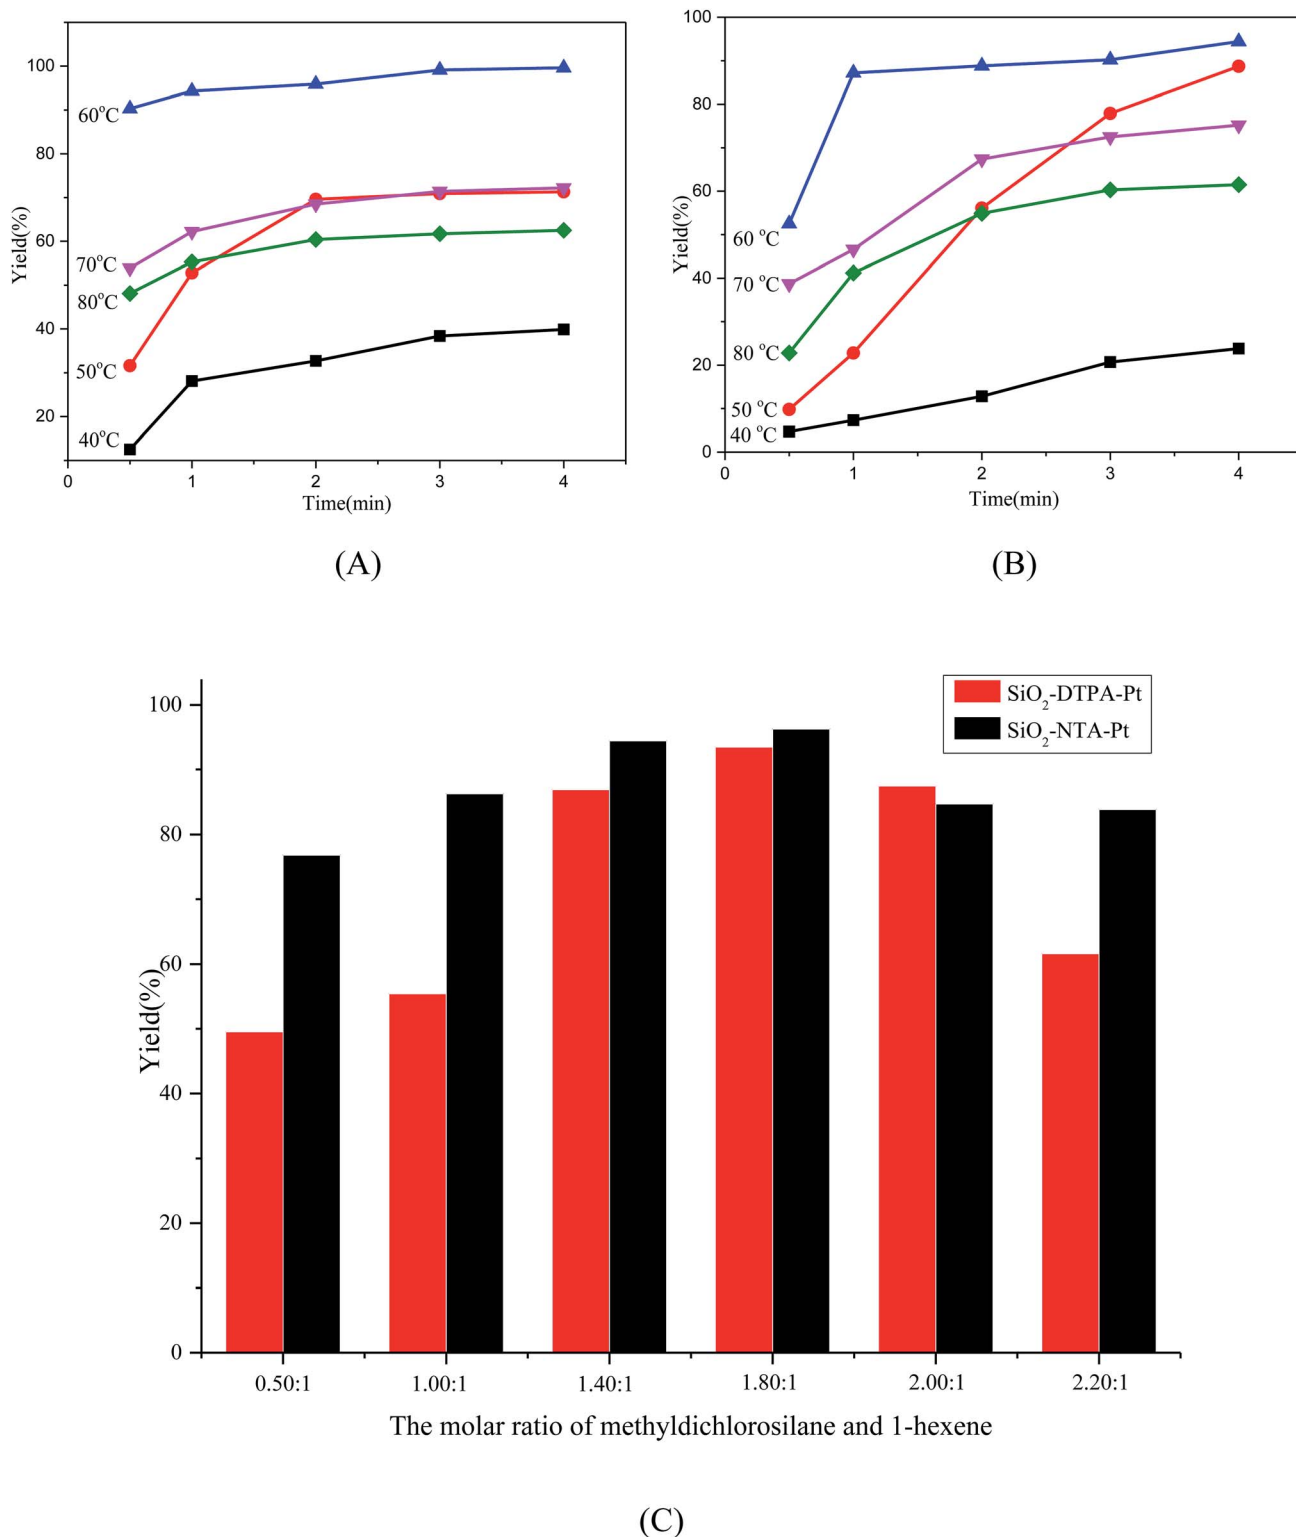 100
80
60
40
20
0
1
2
3
4
Yield(%)
Time(min)
60°C
70°C
80°C
50°C
40°C
(A)
100
80
60
40
20
0
0
1
2
3
4
Yield(%)
Time(min)
60 °C
70 °C
80 °C
50 °C
40 °C
(B)
SiO₂-DTPA-Pt
SiO₂-NTA-Pt
100
80
60
40
20
0
Yield(%)
0.50:1 1.00:1 1.40:1 1.80:1 2.00:1 2.20:1
The molar ratio of methyldichlorosilane and 1-hexene
(C)